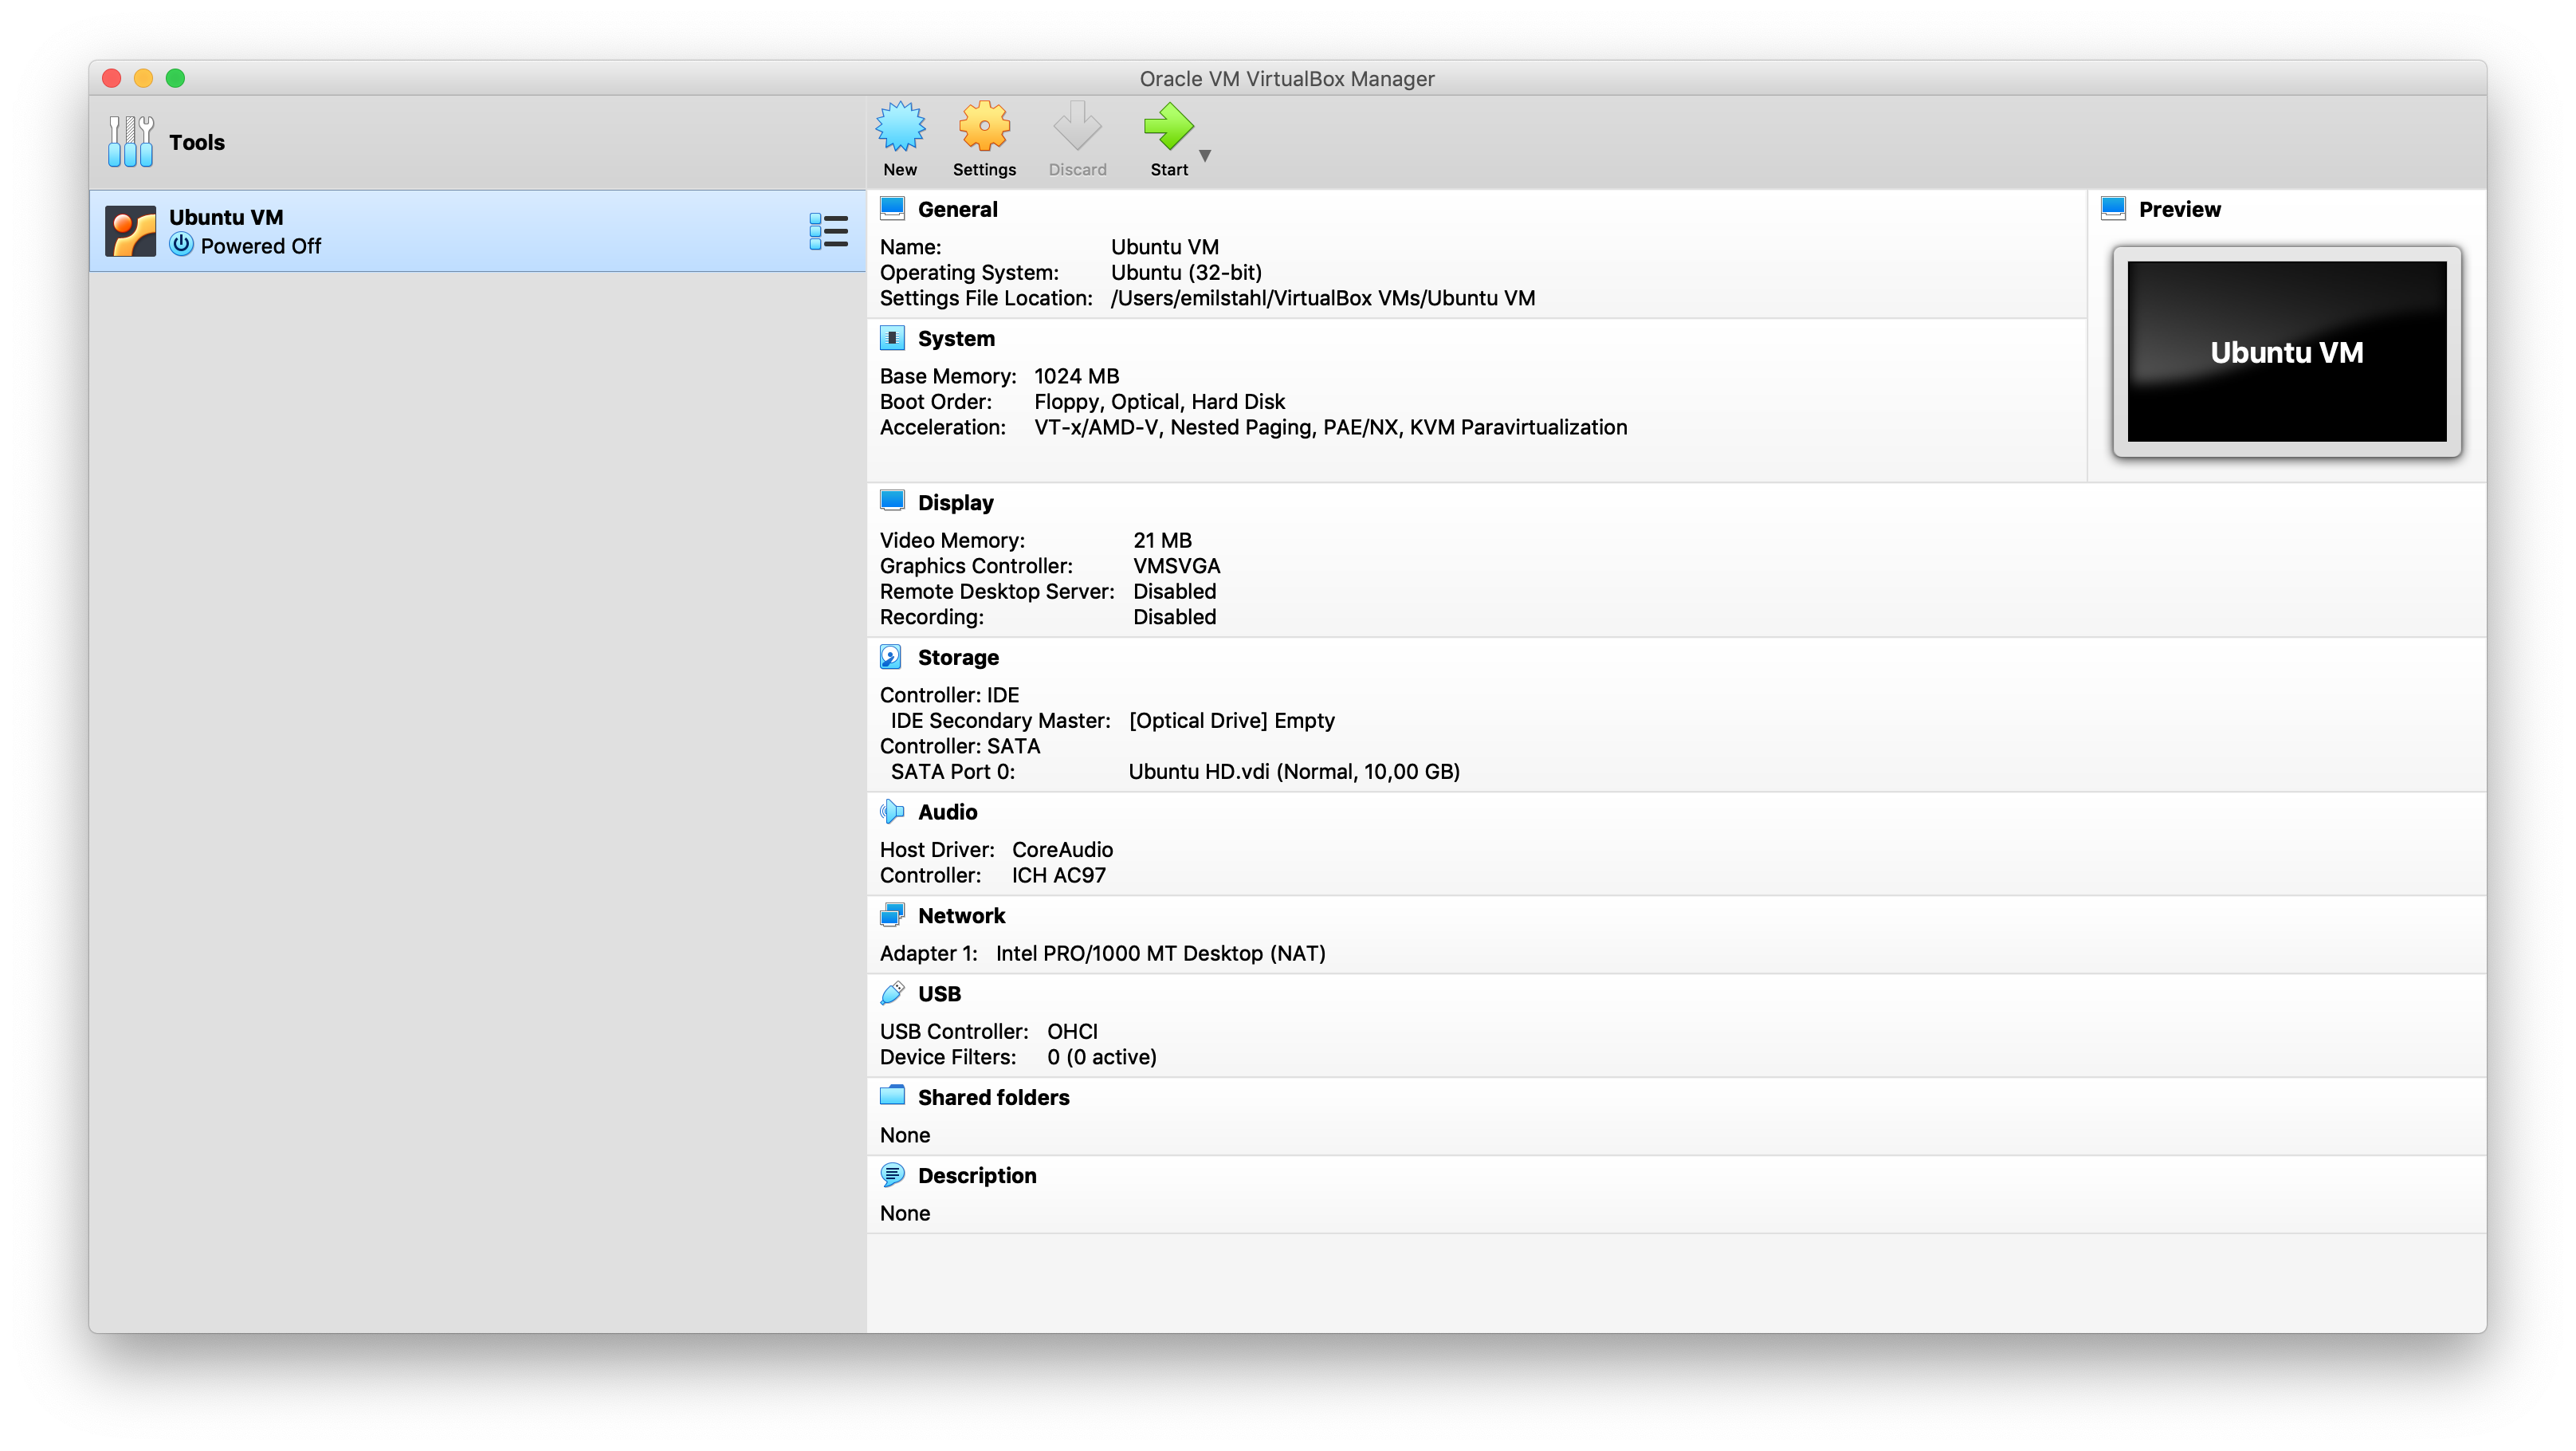 Oracle VM VirtualBox Manager
Tools
New Settings Discard Start
Ubuntu VM
Powered Off
General
Name: Ubuntu VM
Operating System: Ubuntu (32-bit)
Settings File Location: /Users/emilstahl/VirtualBox VMs/Ubuntu VM
Preview
Ubuntu VM
System
Base Memory: 1024 MB
Boot Order: Floppy, Optical, Hard Disk
Acceleration: VT-x/AMD-V, Nested Paging, PAE/NX, KVM Paravirtualization
Display
Video Memory: 21 MB
Graphics Controller: VMSVGA
Remote Desktop Server: Disabled
Recording: Disabled
Storage
Controller: IDE
IDE Secondary Master: [Optical Drive] Empty
Controller: SATA
SATA Port 0: Ubuntu HD.vdi (Normal, 10,00 GB)
Audio
Host Driver: CoreAudio
Controller: ICH AC97
Network
Adapter 1: Intel PRO/1000 MT Desktop (NAT)
USB
USB Controller: OHCI
Device Filters: 0 (0 active)
Shared folders
None
Description
None